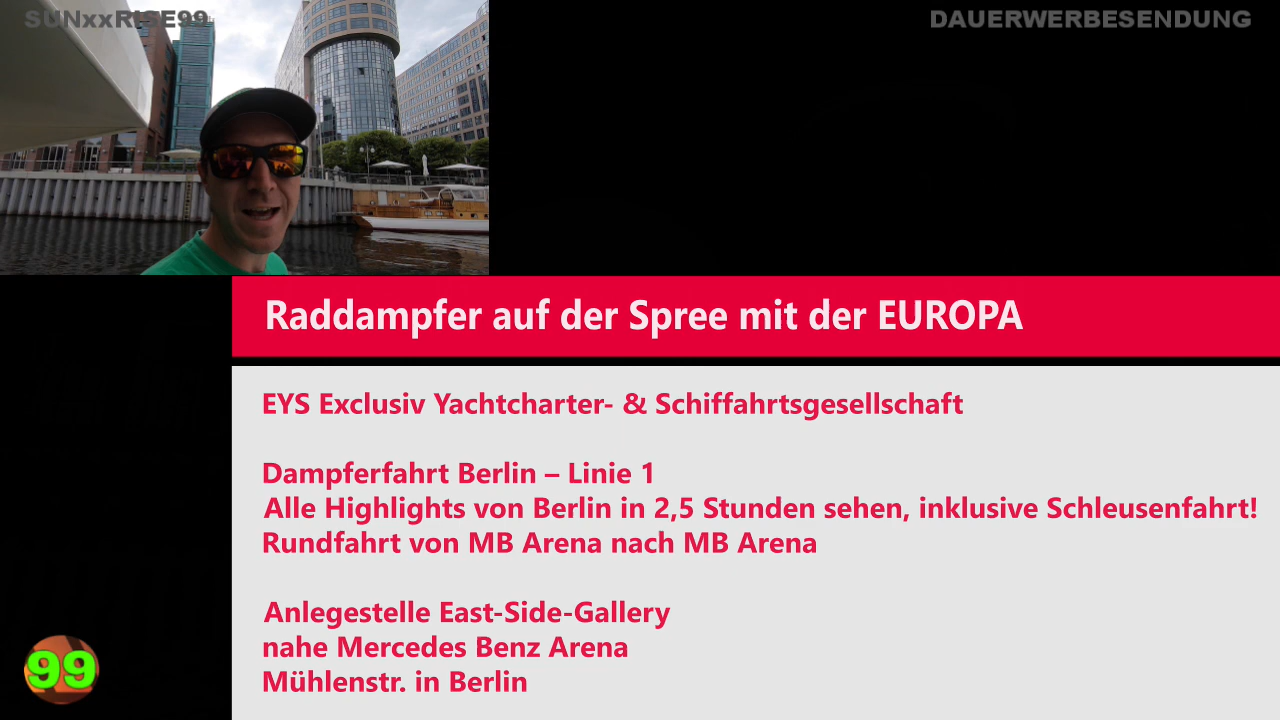 SUNxxRISE99
DAUERWERBESENDUNG
Raddampfer auf der Spree mit der EUROPA
EYS Exclusiv Yachtcharter- & Schiffahrtsgesellschaft
Dampferfahrt Berlin – Linie 1
Alle Highlights von Berlin in 2,5 Stunden sehen, inklusive Schleusenfahrt!
Rundfahrt von MB Arena nach MB Arena
Anlegestelle East-Side-Gallery
nahe Mercedes Benz Arena
Mühlenstr. in Berlin
99